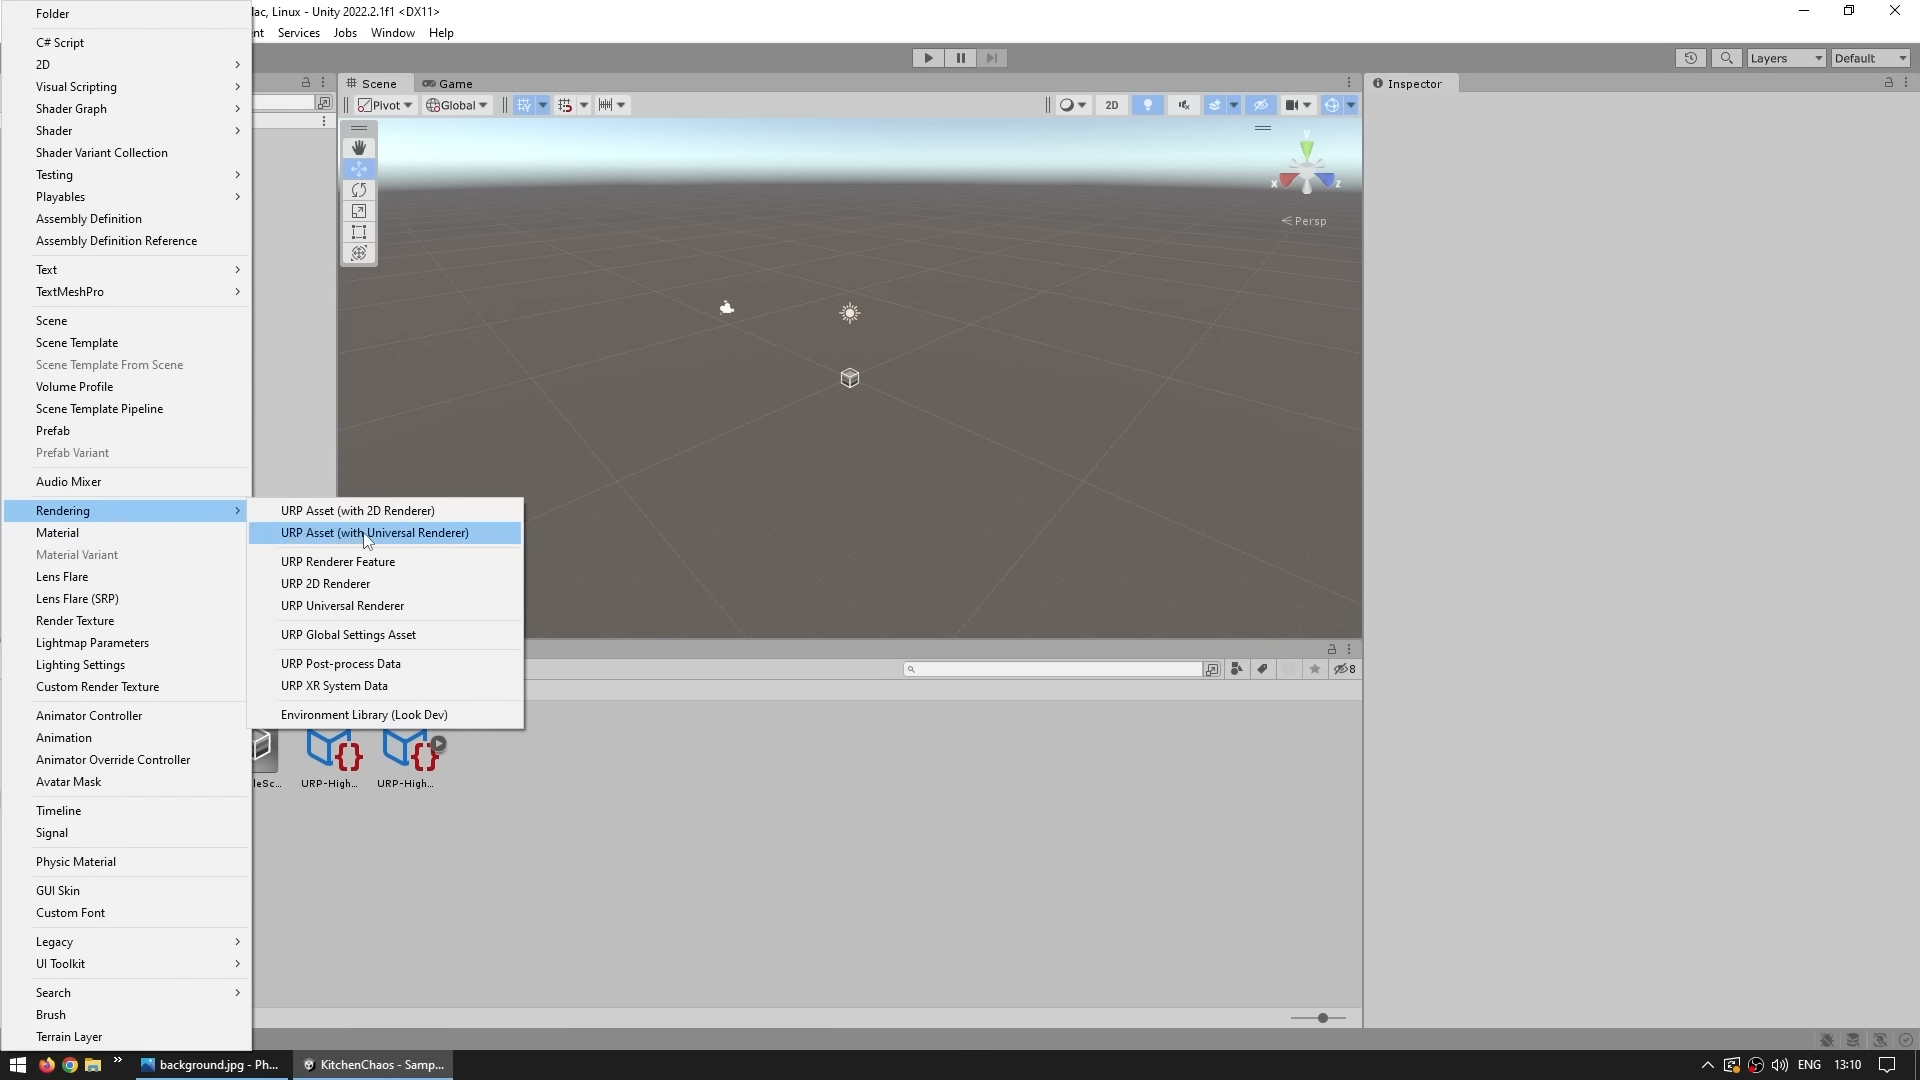 lac, Linux - Unity 2022.2.1f1 <DX11>
nt Services Jobs Window Help
Layers
Default
Scene
Game
Inspector
Pivot
Global
2D
y
x
z
Persp
Folder
C# Script
2D
Visual Scripting
Shader Graph
Shader
Shader Variant Collection
Testing
Playables
Assembly Definition
Assembly Definition Reference
Text
TextMeshPro
Scene
Scene Template
Scene Template From Scene
Volume Profile
Scene Template Pipeline
Prefab
Prefab Variant
Audio Mixer
Rendering
Material
Material Variant
Lens Flare
Lens Flare (SRP)
Render Texture
Lightmap Parameters
Lighting Settings
Custom Render Texture
Animator Controller
Animation
Animator Override Controller
Avatar Mask
Timeline
Signal
Physic Material
GUI Skin
Custom Font
Legacy
UI Toolkit
Search
Brush
Terrain Layer
URP Asset (with 2D Renderer)
URP Asset (with Universal Renderer)
URP Renderer Feature
URP 2D Renderer
URP Universal Renderer
URP Global Settings Asset
URP Post-process Data
URP XR System Data
Environment Library (Look Dev)
8
leSc...
URP-High...
URP-High...
background.jpg - Ph...
KitchenChaos - Samp...
ENG
13:10